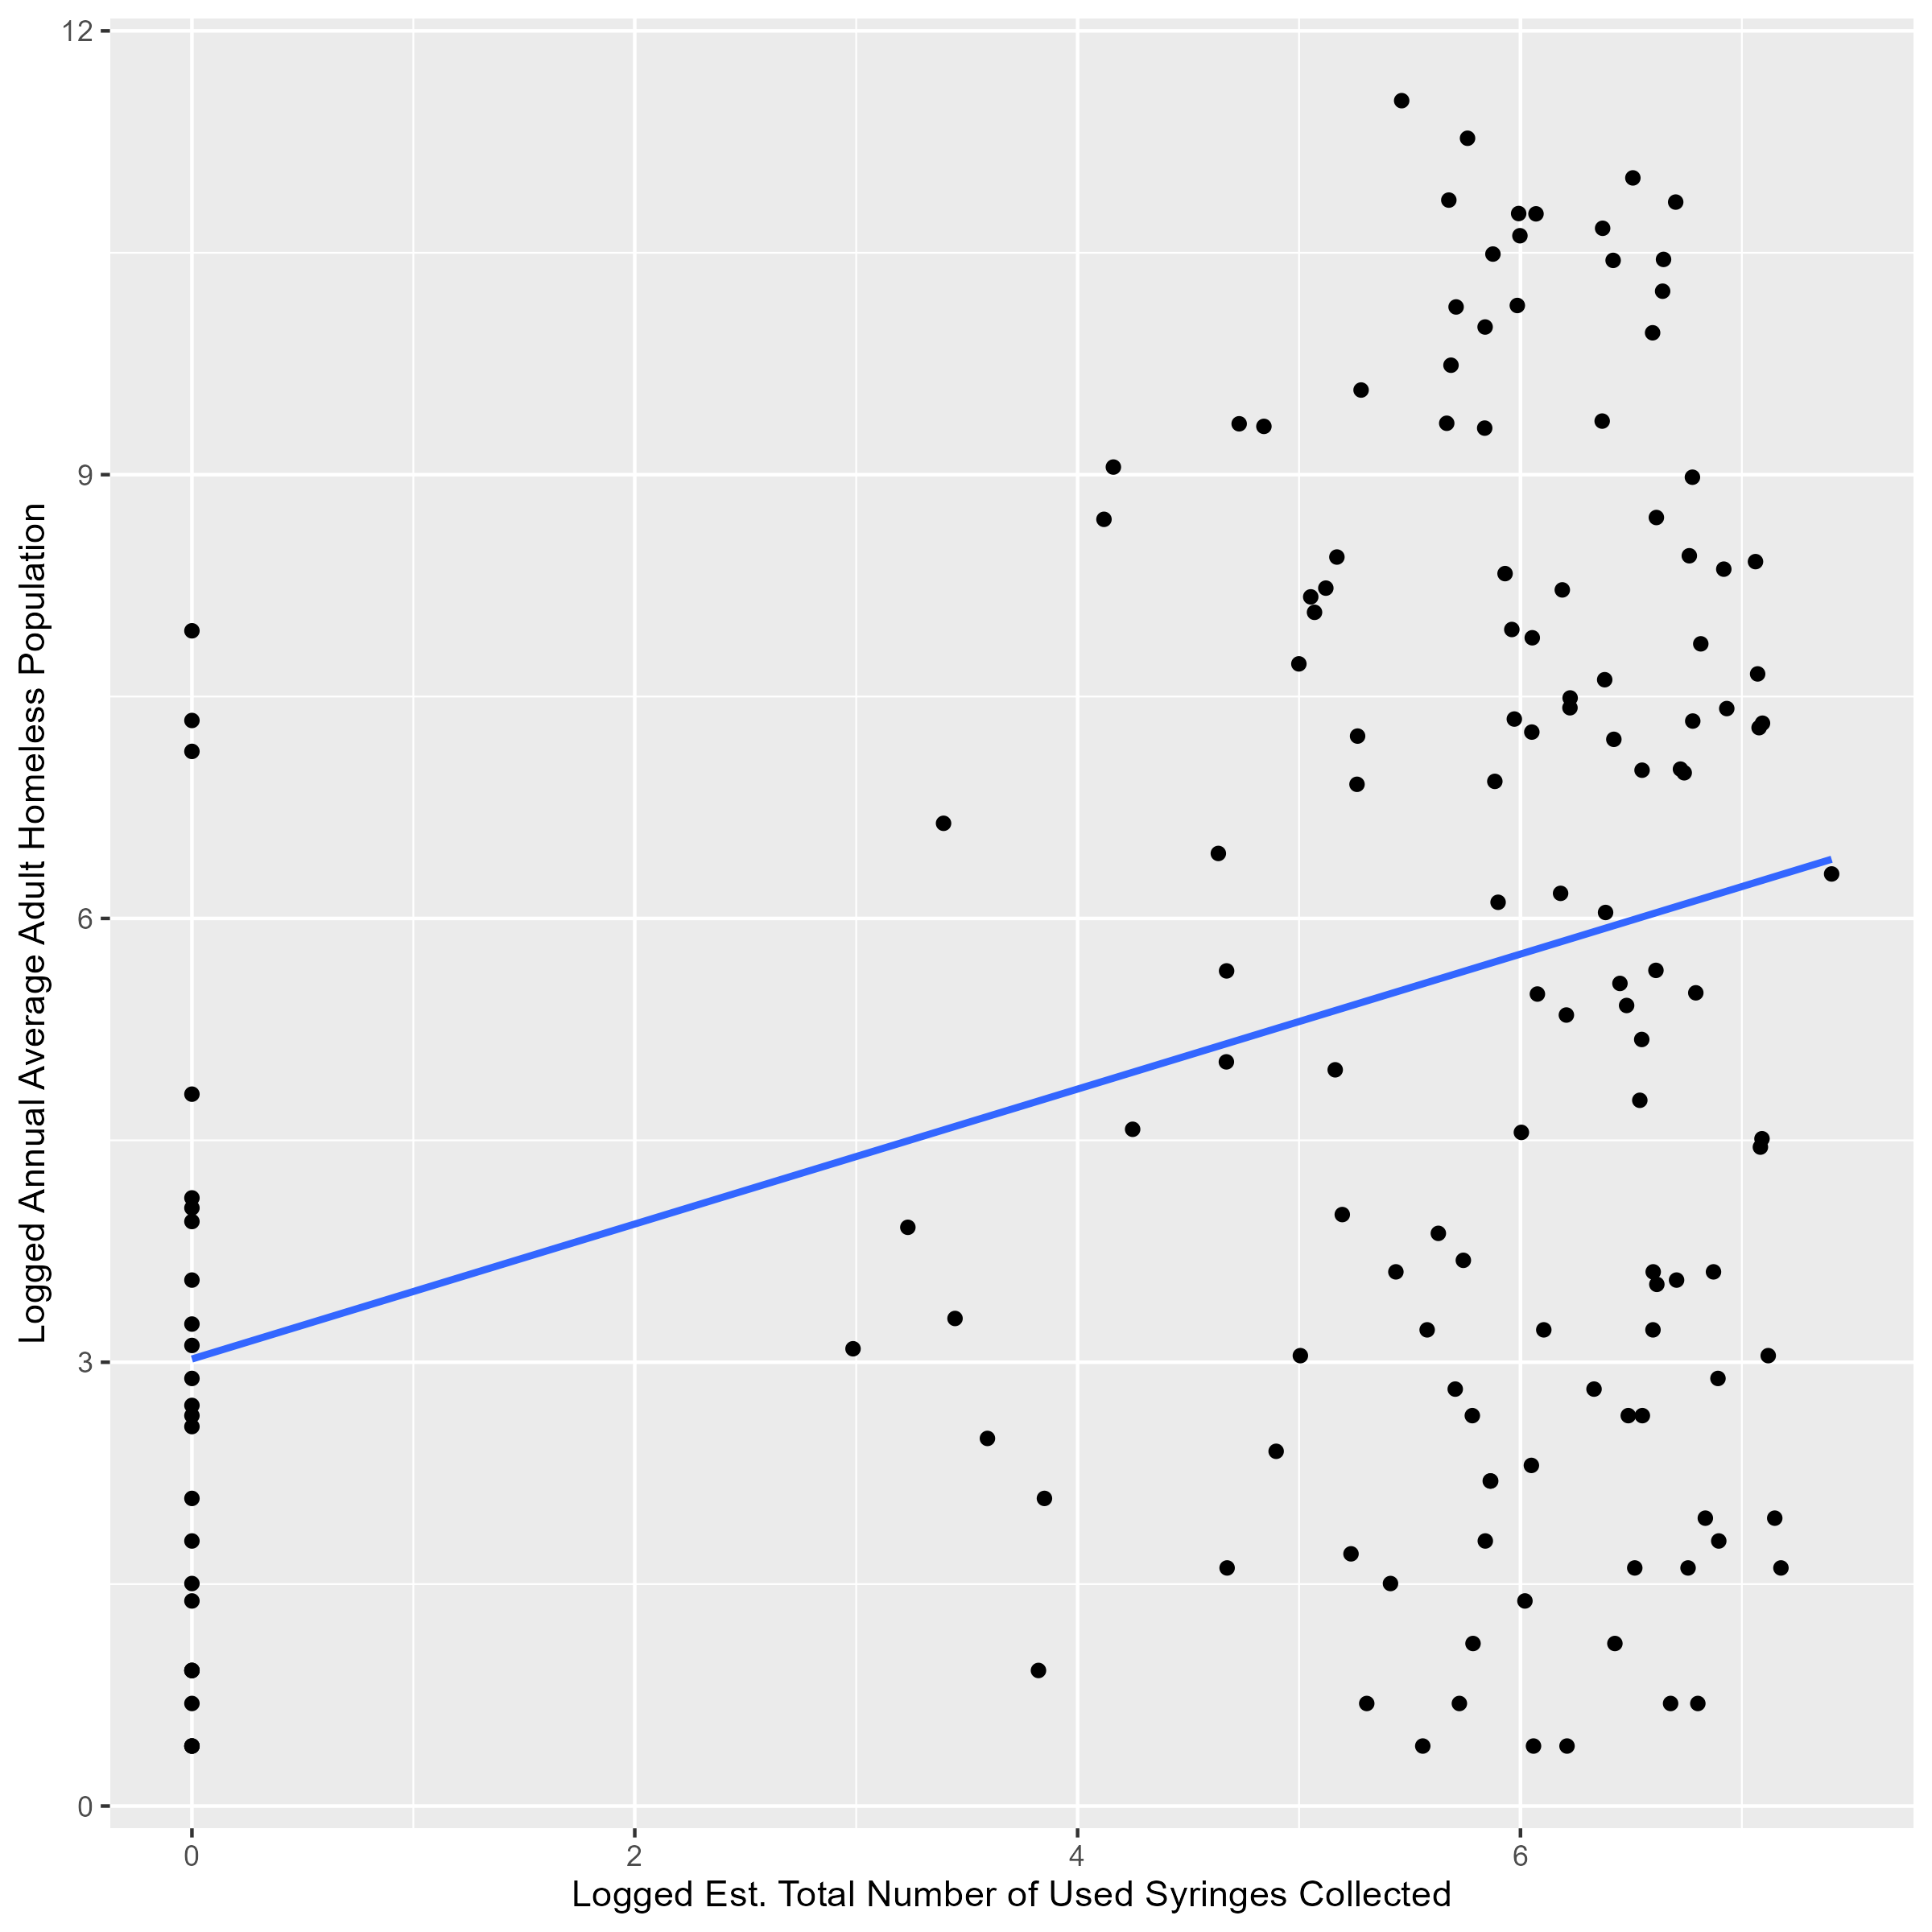 12
9
6
3
0
Logged Annual Average Adult Homeless Population
0 2 4 6
Logged Est. Total Number of Used Syringes Collected